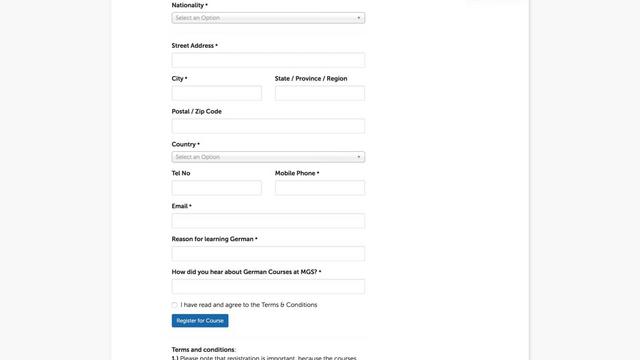 Nationality *
Select an Option
Street Address *
City *
State / Province / Region
Postal / Zip Code
Country *
Select an Option
Tel No
Mobile Phone *
Email *
Reason for learning German *
How did you hear about German Courses at MGS? *
I have read and agree to the Terms & Conditions
Register for Course
Terms and conditions:
1.) Please note that registration is important, because the courses